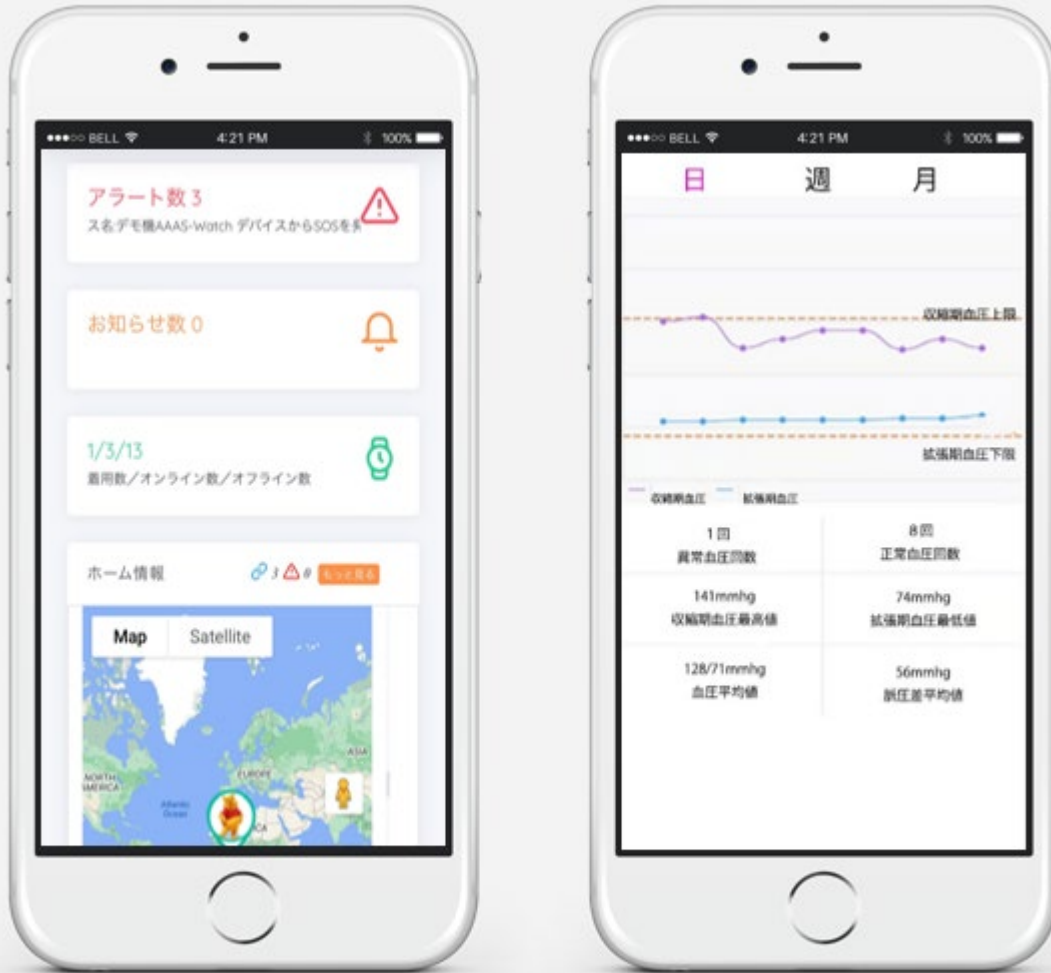 BELL 4:21 PM 100%
アラート数 3
ス名:デモ機AAAS-Watch デバイスからSOSを
お知らせ数 0
1/3/13
着用数／オンライン数／オフライン数
ホーム情報 3 0 もっと見る
Map Satellite
ASIA
EUROPE
NORTH
AMERICA
Atlantic
Ocean
ICA
BELL 4:21 PM 100%
日 週 月
収縮期血圧上限
拡張期血圧下限
収縮期血圧 拡張期血圧
1回 8回
異常血圧回数 正常血圧回数
141mmhg 74mmhg
収縮期血圧最高値 拡張期血圧最低値
128/71mmhg 56mmhg
血圧平均値 脈圧差平均値